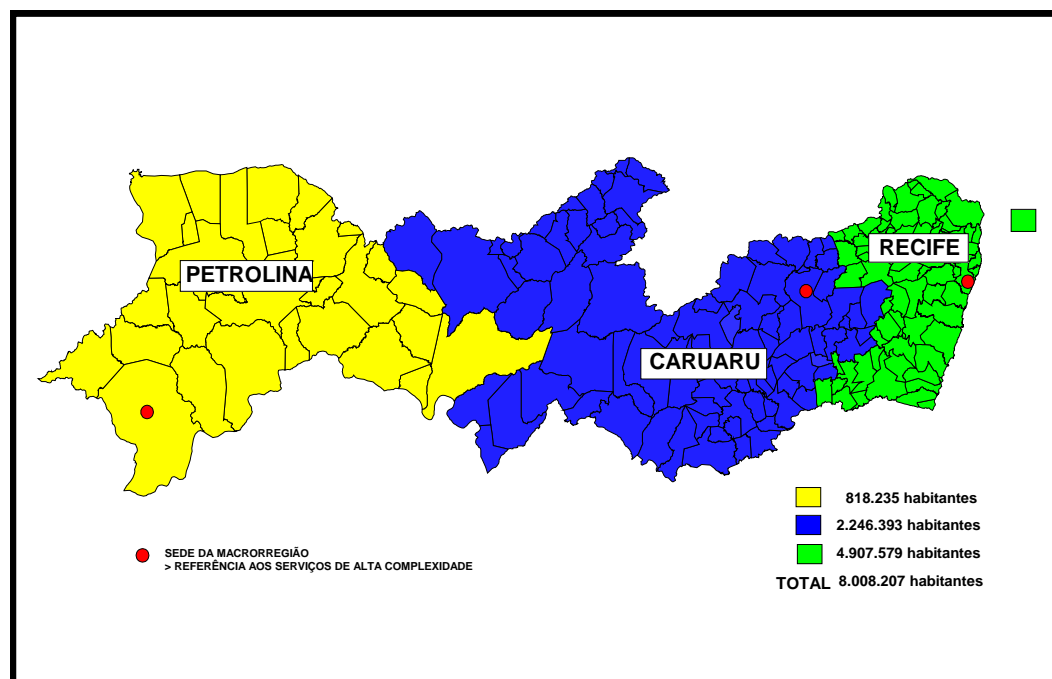 RECIFE
PETROLINA
CARUARU
818.235 habitantes
2.246.393 habitantes
4.907.579 habitantes
TOTAL 8.008.207 habitantes
SEDE DA MACRORREGIÃO
> REFERÊNCIA AOS SERVIÇOS DE ALTA COMPLEXIDADE